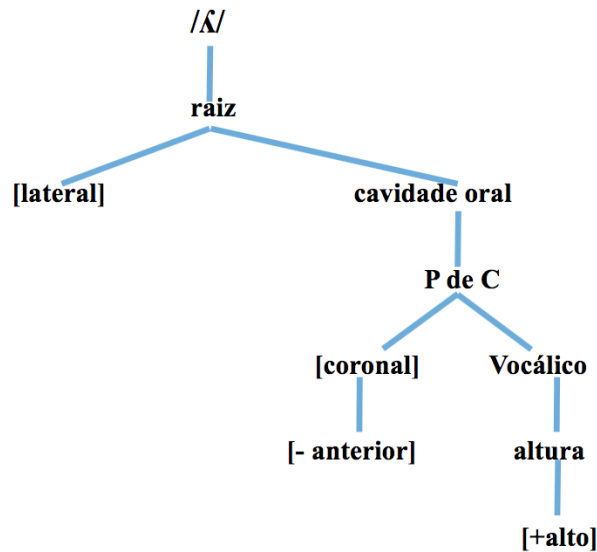 /ʎ/
raiz
[lateral]
cavidade oral
P de C
[coronal]
Vocálico
[- anterior]
altura
[+alto]